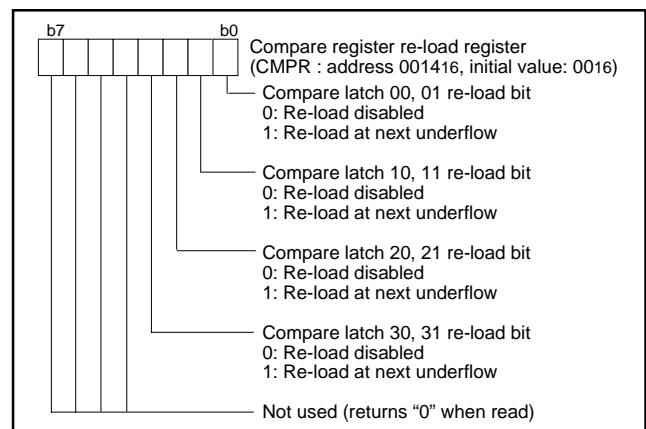 b7 b0
Compare register re-load register
(CMPR : address 001416, initial value: 0016)
Compare latch 00, 01 re-load bit
0: Re-load disabled
1: Re-load at next underflow
Compare latch 10, 11 re-load bit
0: Re-load disabled
1: Re-load at next underflow
Compare latch 20, 21 re-load bit
0: Re-load disabled
1: Re-load at next underflow
Compare latch 30, 31 re-load bit
0: Re-load disabled
1: Re-load at next underflow
Not used (returns “0” when read)